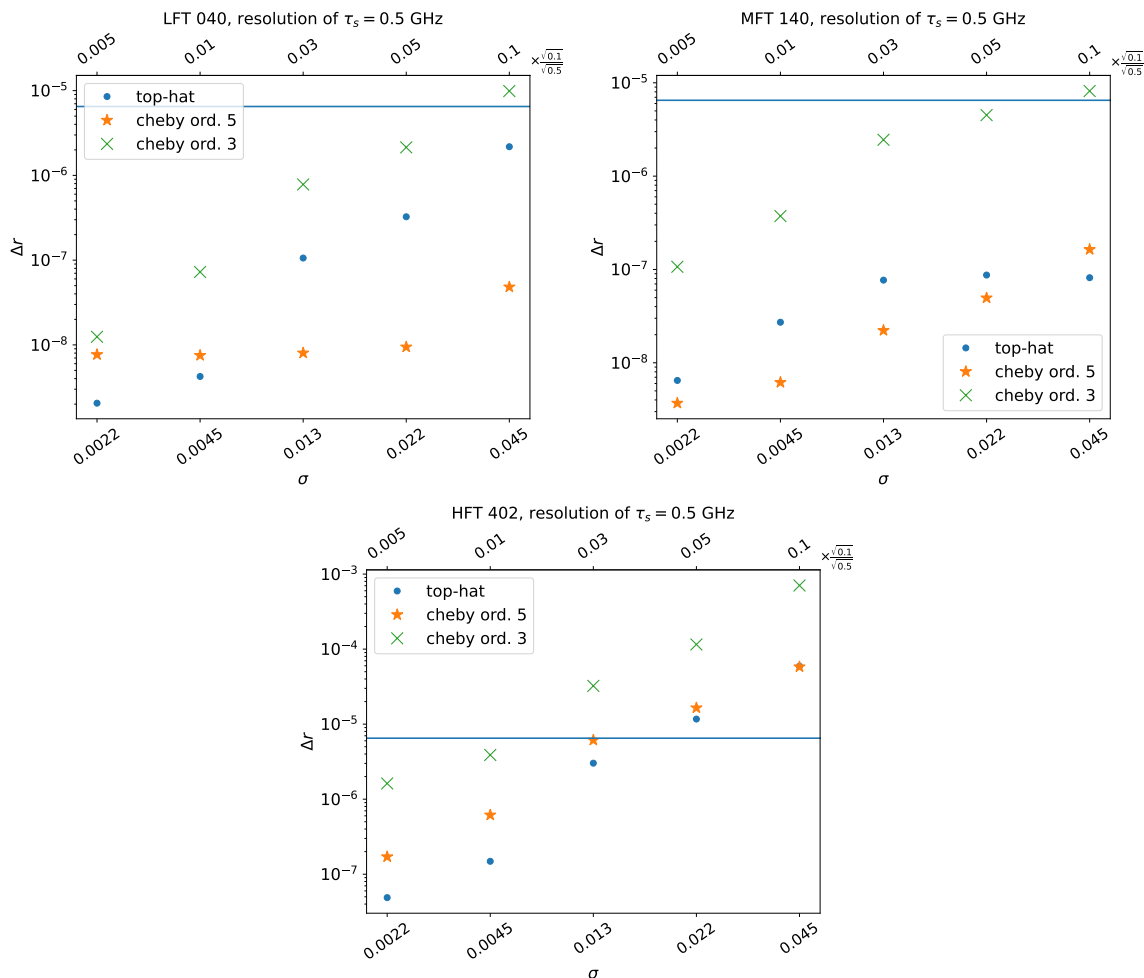 LFT 040, resolution of τₛ = 0.5 GHz
0.005 0.01 0.03 0.05 0.1 ×√0.1/√0.5
10⁻⁵
10⁻⁶
10⁻⁷
10⁻⁸
Δr
top-hat
cheby ord. 5
cheby ord. 3
0.0022 0.0045 0.013 0.022 0.045
σ
MFT 140, resolution of τₛ = 0.5 GHz
0.005 0.01 0.03 0.05 0.1 ×√0.1/√0.5
10⁻⁵
10⁻⁶
10⁻⁷
10⁻⁸
Δr
top-hat
cheby ord. 5
cheby ord. 3
0.0022 0.0045 0.013 0.022 0.045
σ
HFT 402, resolution of τₛ = 0.5 GHz
0.005 0.01 0.03 0.05 0.1 ×√0.1/√0.5
10⁻³
10⁻⁴
10⁻⁵
10⁻⁶
10⁻⁷
Δr
top-hat
cheby ord. 5
cheby ord. 3
0.0022 0.0045 0.013 0.022 0.045
σ